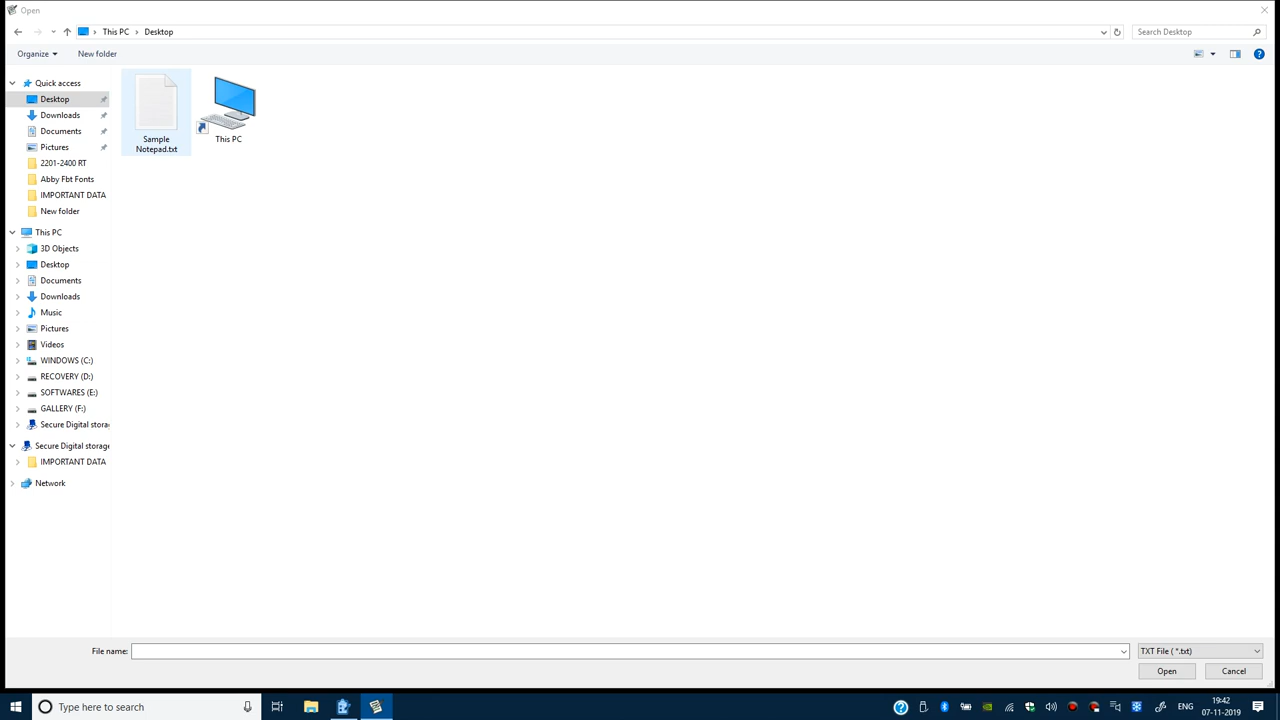 Open
This PC
Desktop
Search Desktop
Organize
New folder
Quick access
Desktop
Downloads
Documents
Pictures
2201-2400 RT
Abby Fbt Fonts
IMPORTANT DATA
New folder
This PC
3D Objects
Desktop
Documents
Downloads
Music
Pictures
Videos
WINDOWS (C:)
RECOVERY (D:)
SOFTWARES (E:)
GALLERY (F:)
Secure Digital storag
Secure Digital storage
IMPORTANT DATA
Network
Sample
Notepad.txt
This PC
File name:
TXT File ( *.txt)
Open
Cancel
Type here to search
ENG
19:42
07-11-2019